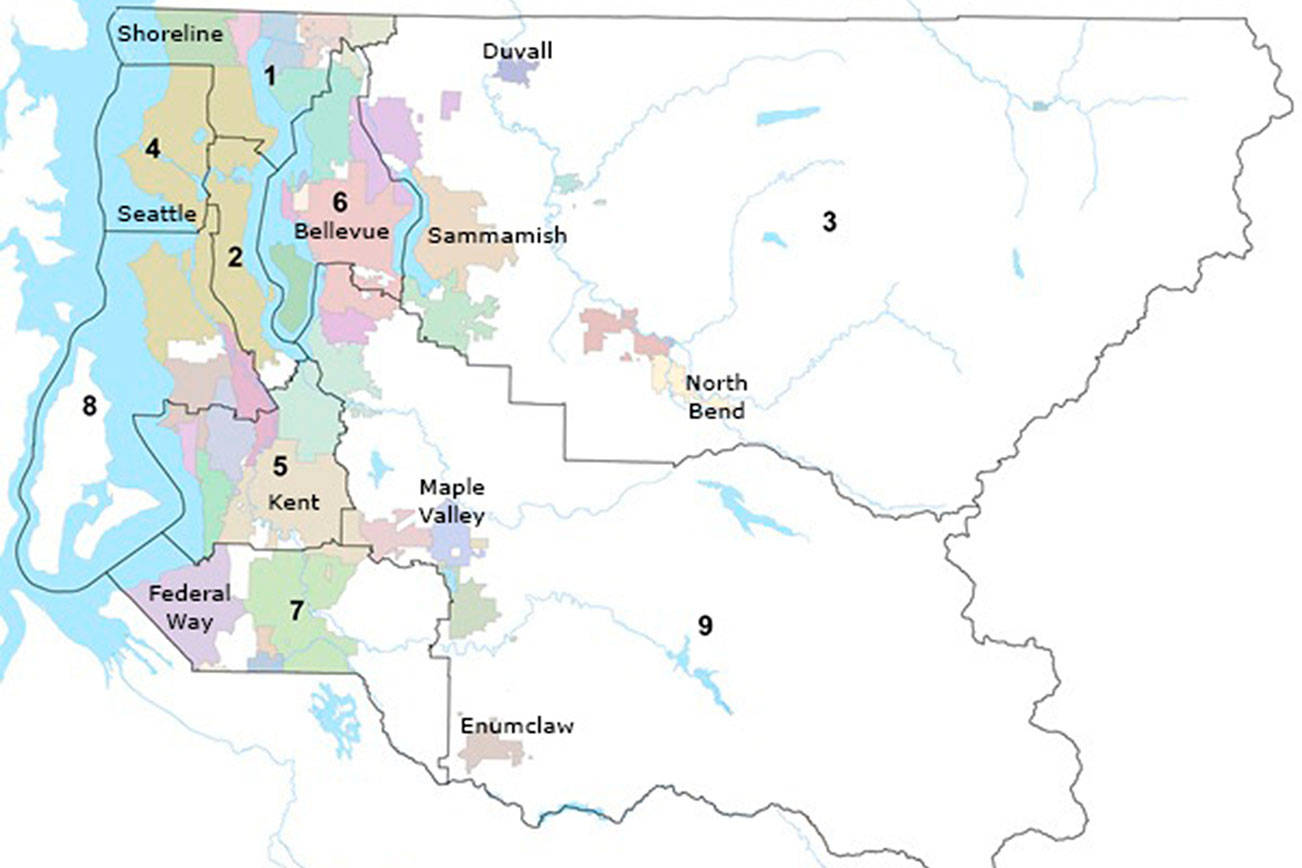 Shoreline
Duvall
1
4
3
6
Seattle
Bellevue
Sammamish
2
North
Bend
8
5
Kent
Maple
Valley
Federal
Way
7
9
Enumclaw